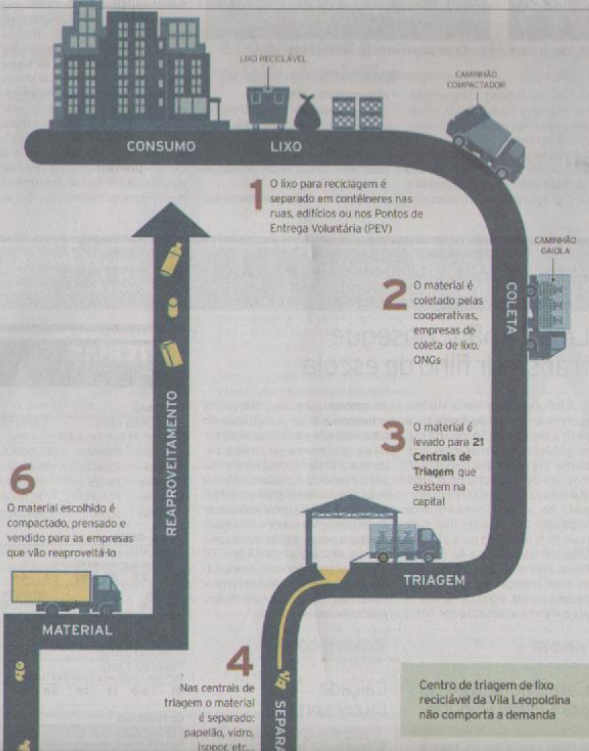 LIXO RECICLÁVEL
CAMINHÃO
COMPACTADOR
CONSUMO
LIXO
1
O lixo para reciclagem é
separado em contêineres nas
ruas, edifícios ou nos Pontos de
Entrega Voluntária (PEV)
CAMINHÃO
GAIOLA
COLETA
2
O material é
coletado pelas
cooperativas,
empresas de
coleta de lixo,
ONGs
3
O material é
levado para 21
Centrais de
Triagem que
existem na
capital
TRIAGEM
REAPROVEITAMENTO
6
O material escolhido é
compactado, prensado e
vendido para as empresas
que vão reaproveitá-lo
MATERIAL
4
Nas centrais de
triagem o material
é separado:
papelão, vidro,
isopor, etc...
SEPARA
Centro de triagem de lixo
reciclável da Vila Leopoldina
não comporta a demanda